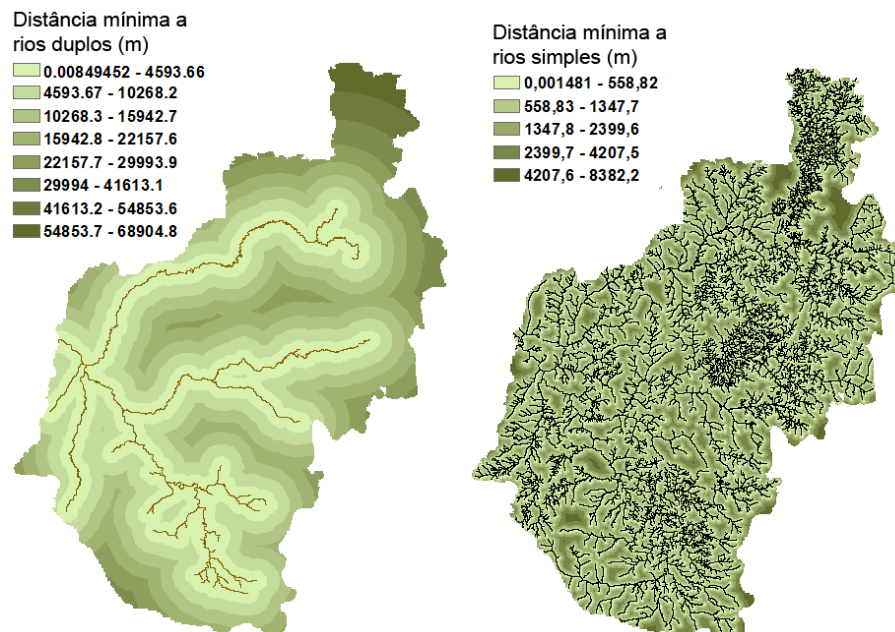 Distância mínima a
rios duplos (m)
0.00849452 - 4593.66
4593.67 - 10268.2
10268.3 - 15942.7
15942.8 - 22157.6
22157.7 - 29993.9
29994 - 41613.1
41613.2 - 54853.6
54853.7 - 68904.8
Distância mínima a
rios simples (m)
0,001481 - 558,82
558,83 - 1347,7
1347,8 - 2399,6
2399,7 - 4207,5
4207,6 - 8382,2